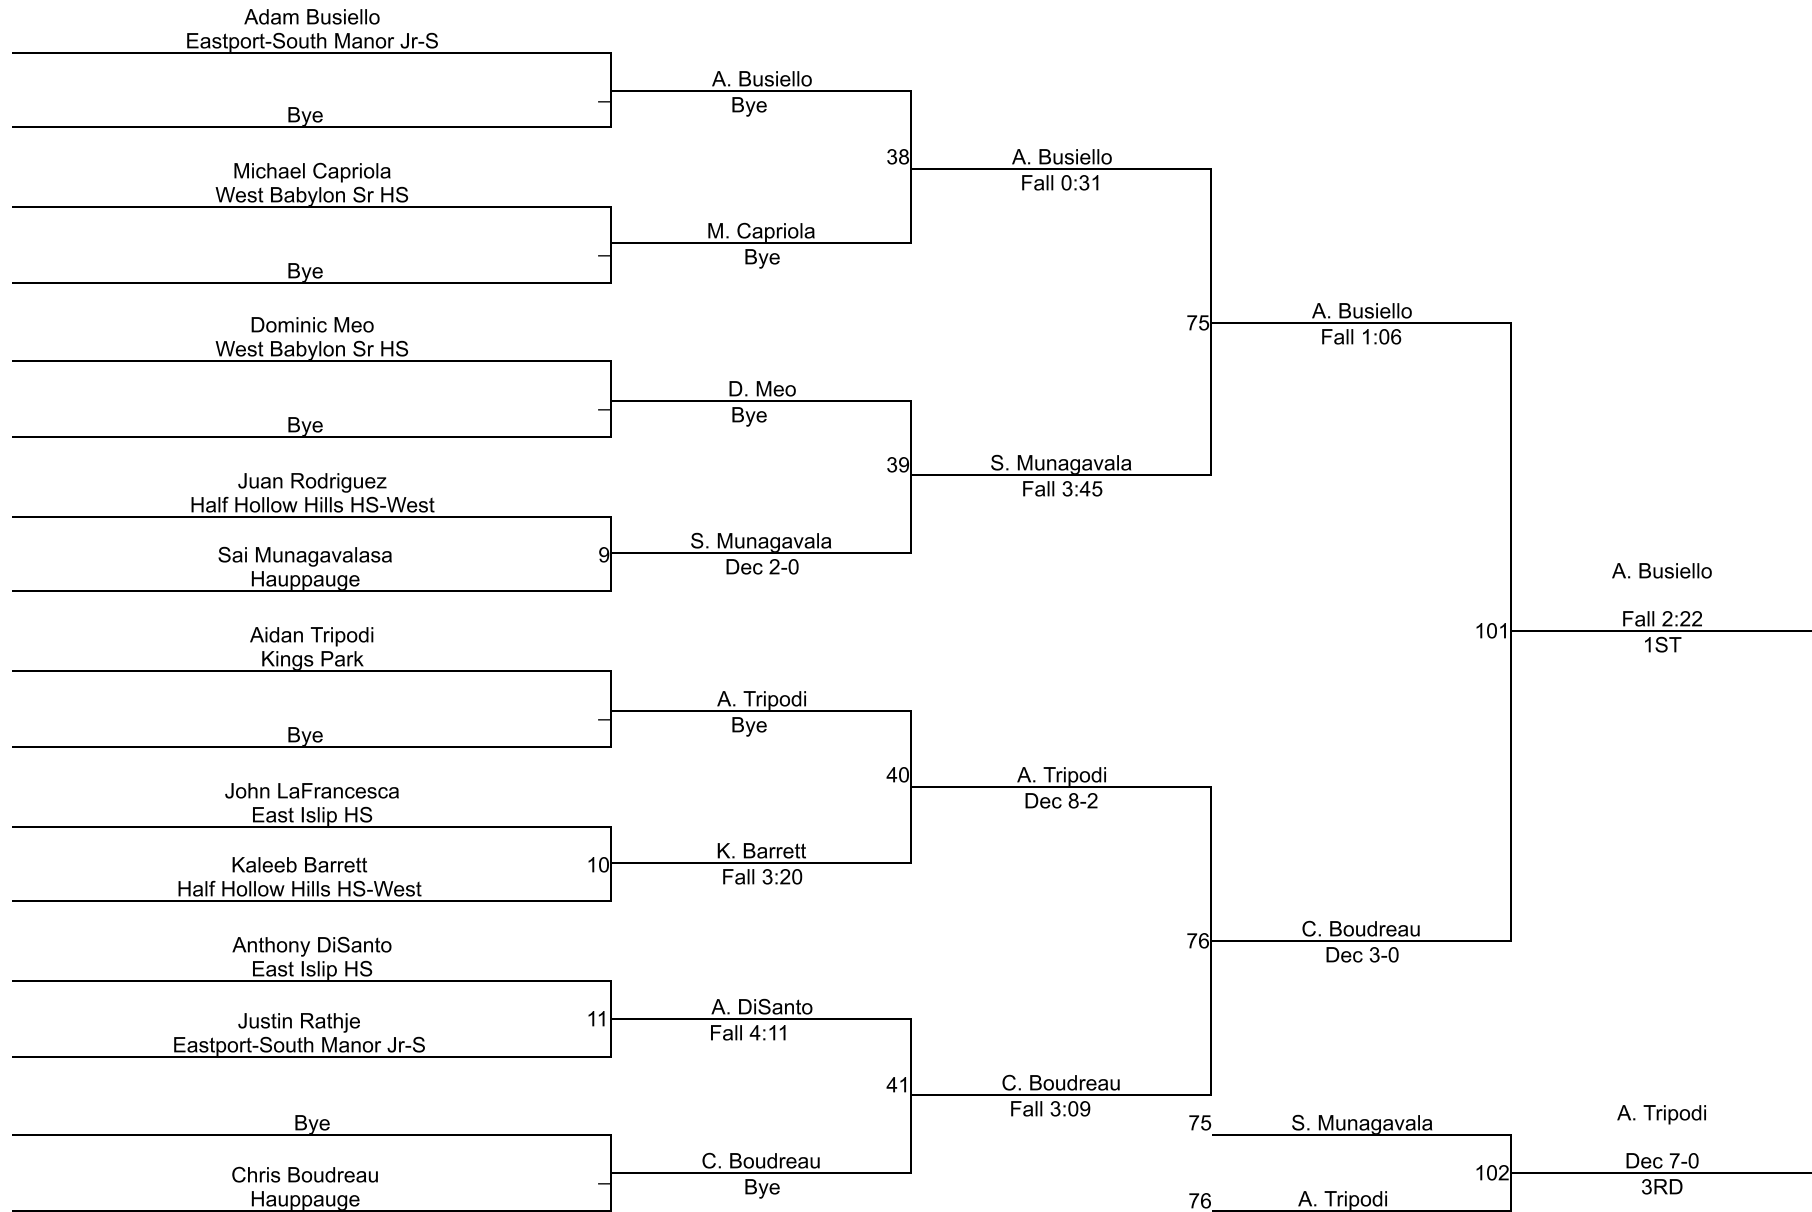 Adam Busiello
Eastport-South Manor Jr-S
Bye
Michael Capriola
West Babylon Sr HS
Bye
Dominic Meo
West Babylon Sr HS
Bye
Juan Rodriguez
Half Hollow Hills HS-West
Sai Munagavalasa
Hauppauge
9
Aidan Tripodi
Kings Park
Bye
John LaFrancesca
East Islip HS
Kaleeb Barrett
Half Hollow Hills HS-West
10
Anthony DiSanto
East Islip HS
Justin Rathje
Eastport-South Manor Jr-S
11
Bye
Chris Boudreau
Hauppauge
A. Busiello
Bye
38
M. Capriola
Bye
D. Meo
Bye
39
S. Munagavala
Dec 2-0
A. Tripodi
Bye
40
K. Barrett
Fall 3:20
A. DiSanto
Fall 4:11
41
C. Boudreau
Bye
A. Busiello
Fall 0:31
75
S. Munagavala
Fall 3:45
A. Tripodi
Dec 8-2
76
C. Boudreau
Fall 3:09
A. Busiello
Fall 1:06
101
C. Boudreau
Dec 3-0
A. Busiello
Fall 2:22
1ST
75
S. Munagavala
102
76
A. Tripodi
A. Tripodi
Dec 7-0
3RD